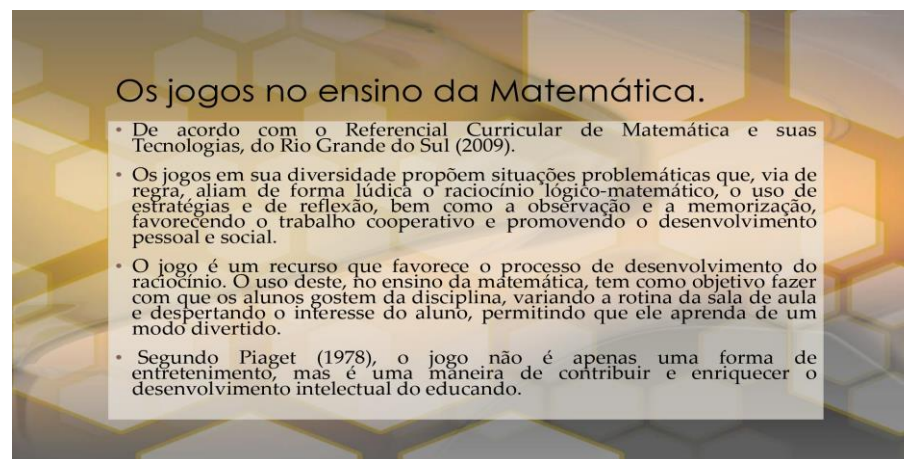 Os jogos no ensino da Matemática.
• De acordo com o Referencial Curricular de Matemática e suas
Tecnologias, do Rio Grande do Sul (2009).
• Os jogos em sua diversidade propõem situações problemáticas que, via de
regra, aliam de forma lúdica o raciocínio lógico-matemático, o uso de
estratégias e de reflexão, bem como a observação e a memorização,
favorecendo o trabalho cooperativo e promovendo o desenvolvimento
pessoal e social.
• O jogo é um recurso que favorece o processo de desenvolvimento do
raciocínio. O uso deste, no ensino da matemática, tem como objetivo fazer
com que os alunos gostem da disciplina, variando a rotina da sala de aula
e despertando o interesse do aluno, permitindo que ele aprenda de um
modo divertido.
• Segundo Piaget (1978), o jogo não é apenas uma forma de
entretenimento, mas é uma maneira de contribuir e enriquecer o
desenvolvimento intelectual do educando.